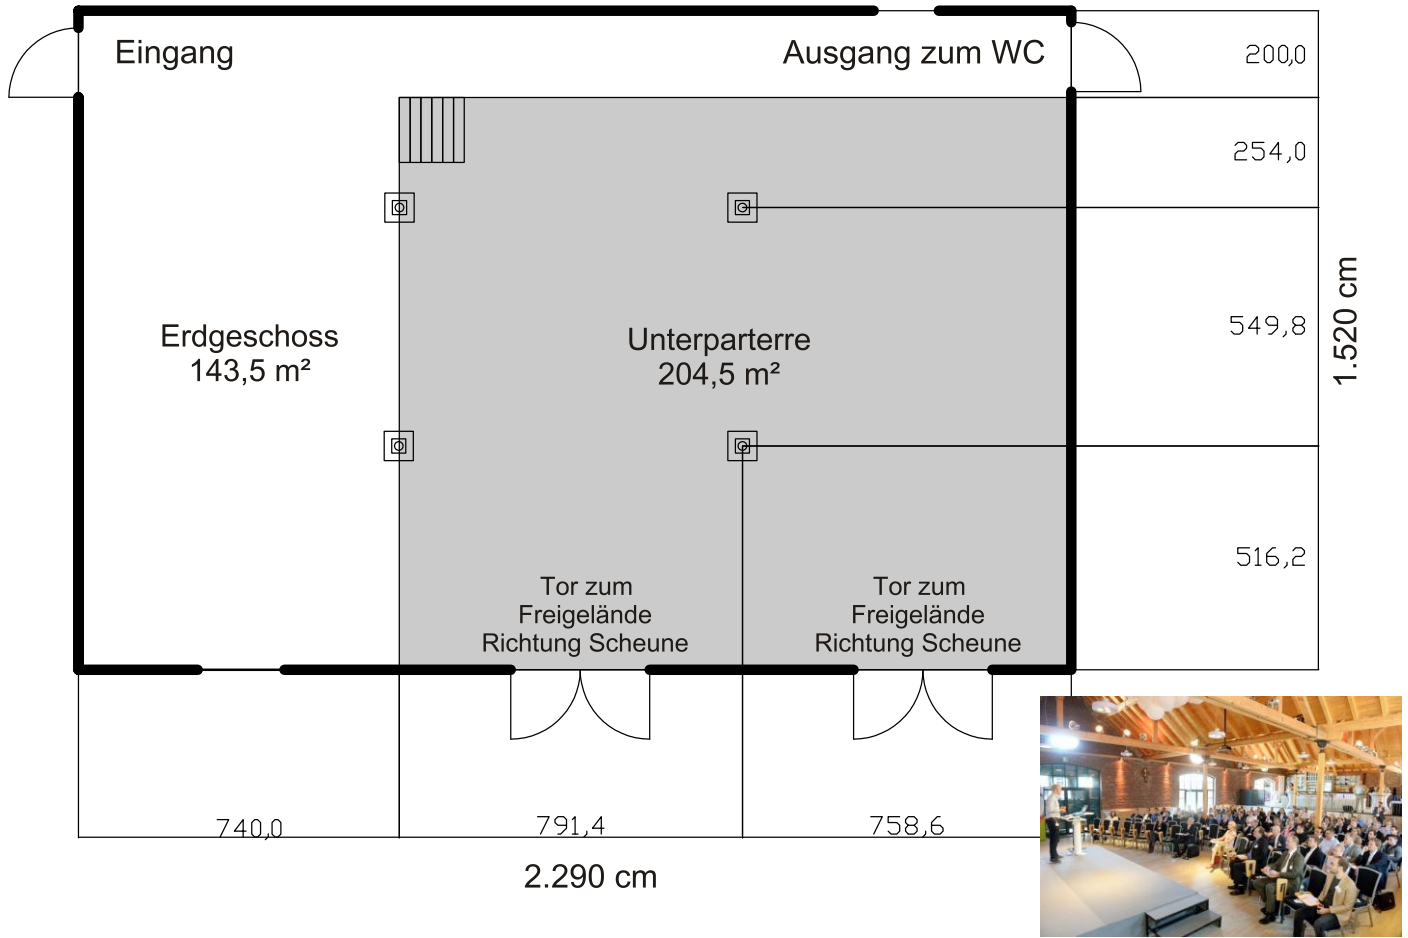 Eingang
Ausgang zum WC
200,0
254,0
Erdgeschoss
143,5 m²
Unterparterre
204,5 m²
549,8
1.520 cm
516,2
Tor zum
Freigelände
Richtung Scheune
Tor zum
Freigelände
Richtung Scheune
740,0
791,4
758,6
2.290 cm